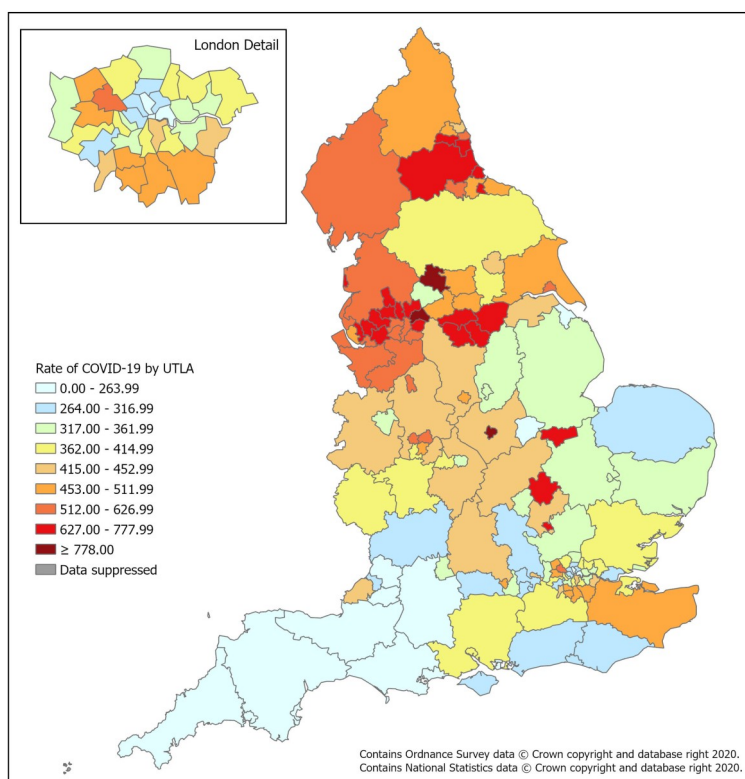 London Detail
Rate of COVID-19 by UTLA
0.00 - 263.99
264.00 - 316.99
317.00 - 361.99
362.00 - 414.99
415.00 - 452.99
453.00 - 511.99
512.00 - 626.99
627.00 - 777.99
≥ 778.00
Data suppressed
Contains Ordnance Survey data © Crown copyright and database right 2020.
Contains National Statistics data © Crown copyright and database right 2020.